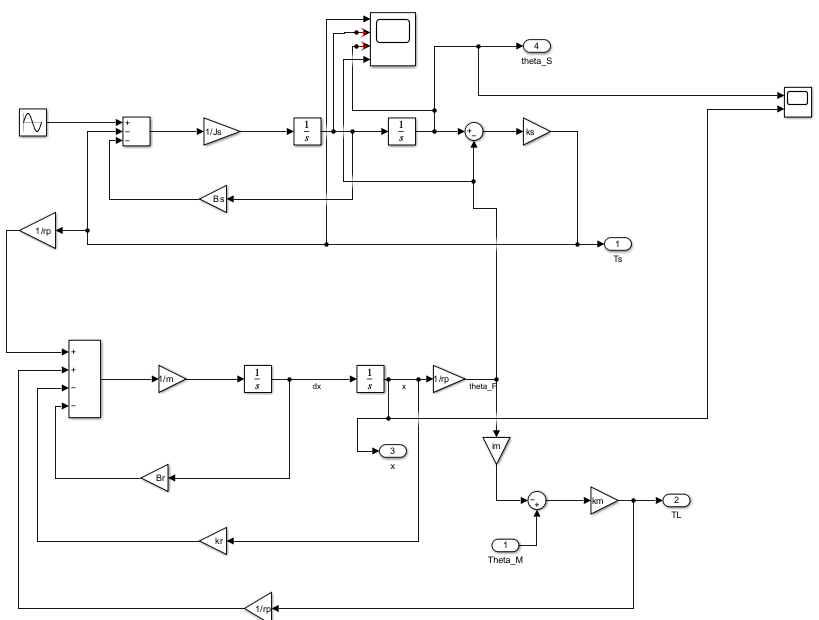 4
theta_S
+
−
−
1/Js
1
s
1
s
+
−
ks
Bs
1/rp
1
Ts
+
+
−
−
1/m
1
s
dx
1
s
x
1/rp
theta_F
im
3
x
Br
−
+
km
2
TL
kr
1
Theta_M
1/rp